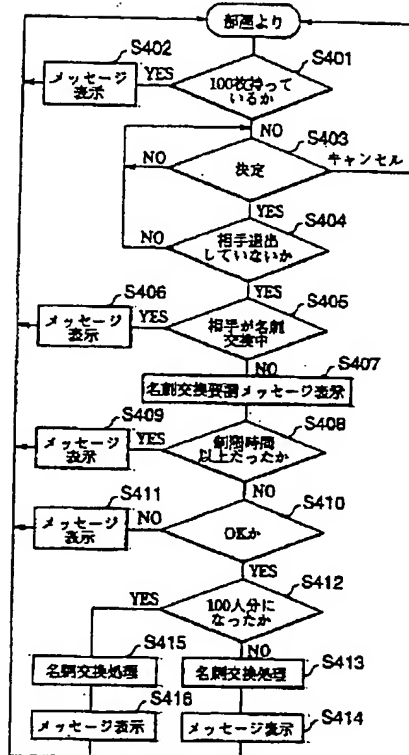 部屋より
S402
S401
メッセージ
表示
YES
100枚持って
いるか
NO
S403
NO
決定
キャンセル
YES
S404
NO
相手退出
していないか
S406
YES
S405
メッセージ
表示
YES
相手が名刺
交換中
NO
S407
名刺交換要請メッセージ表示
S409
S408
メッセージ
表示
YES
制限時間
以上だったか
S411
NO
S410
メッセージ
表示
NO
OKか
YES
S412
YES
100人分に
なったか
S415
NO
名刺交換処理
名刺交換処理
S413
S416
メッセージ表示
メッセージ表示
S414